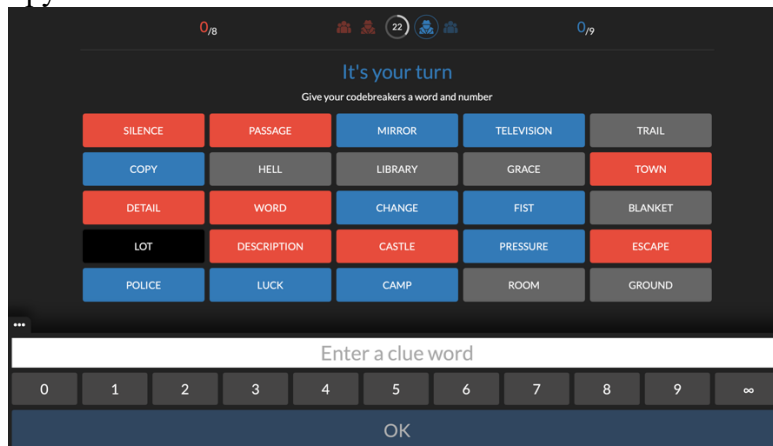 0/8 22 0/9
It's your turn
Give your codebreakers a word and number
SILENCE PASSAGE MIRROR TELEVISION TRAIL
COPY HELL LIBRARY GRACE TOWN
DETAIL WORD CHANGE FIST BLANKET
LOT DESCRIPTION CASTLE PRESSURE ESCAPE
POLICE LUCK CAMP ROOM GROUND
Enter a clue word
0 1 2 3 4 5 6 7 8 9 ∞
OK